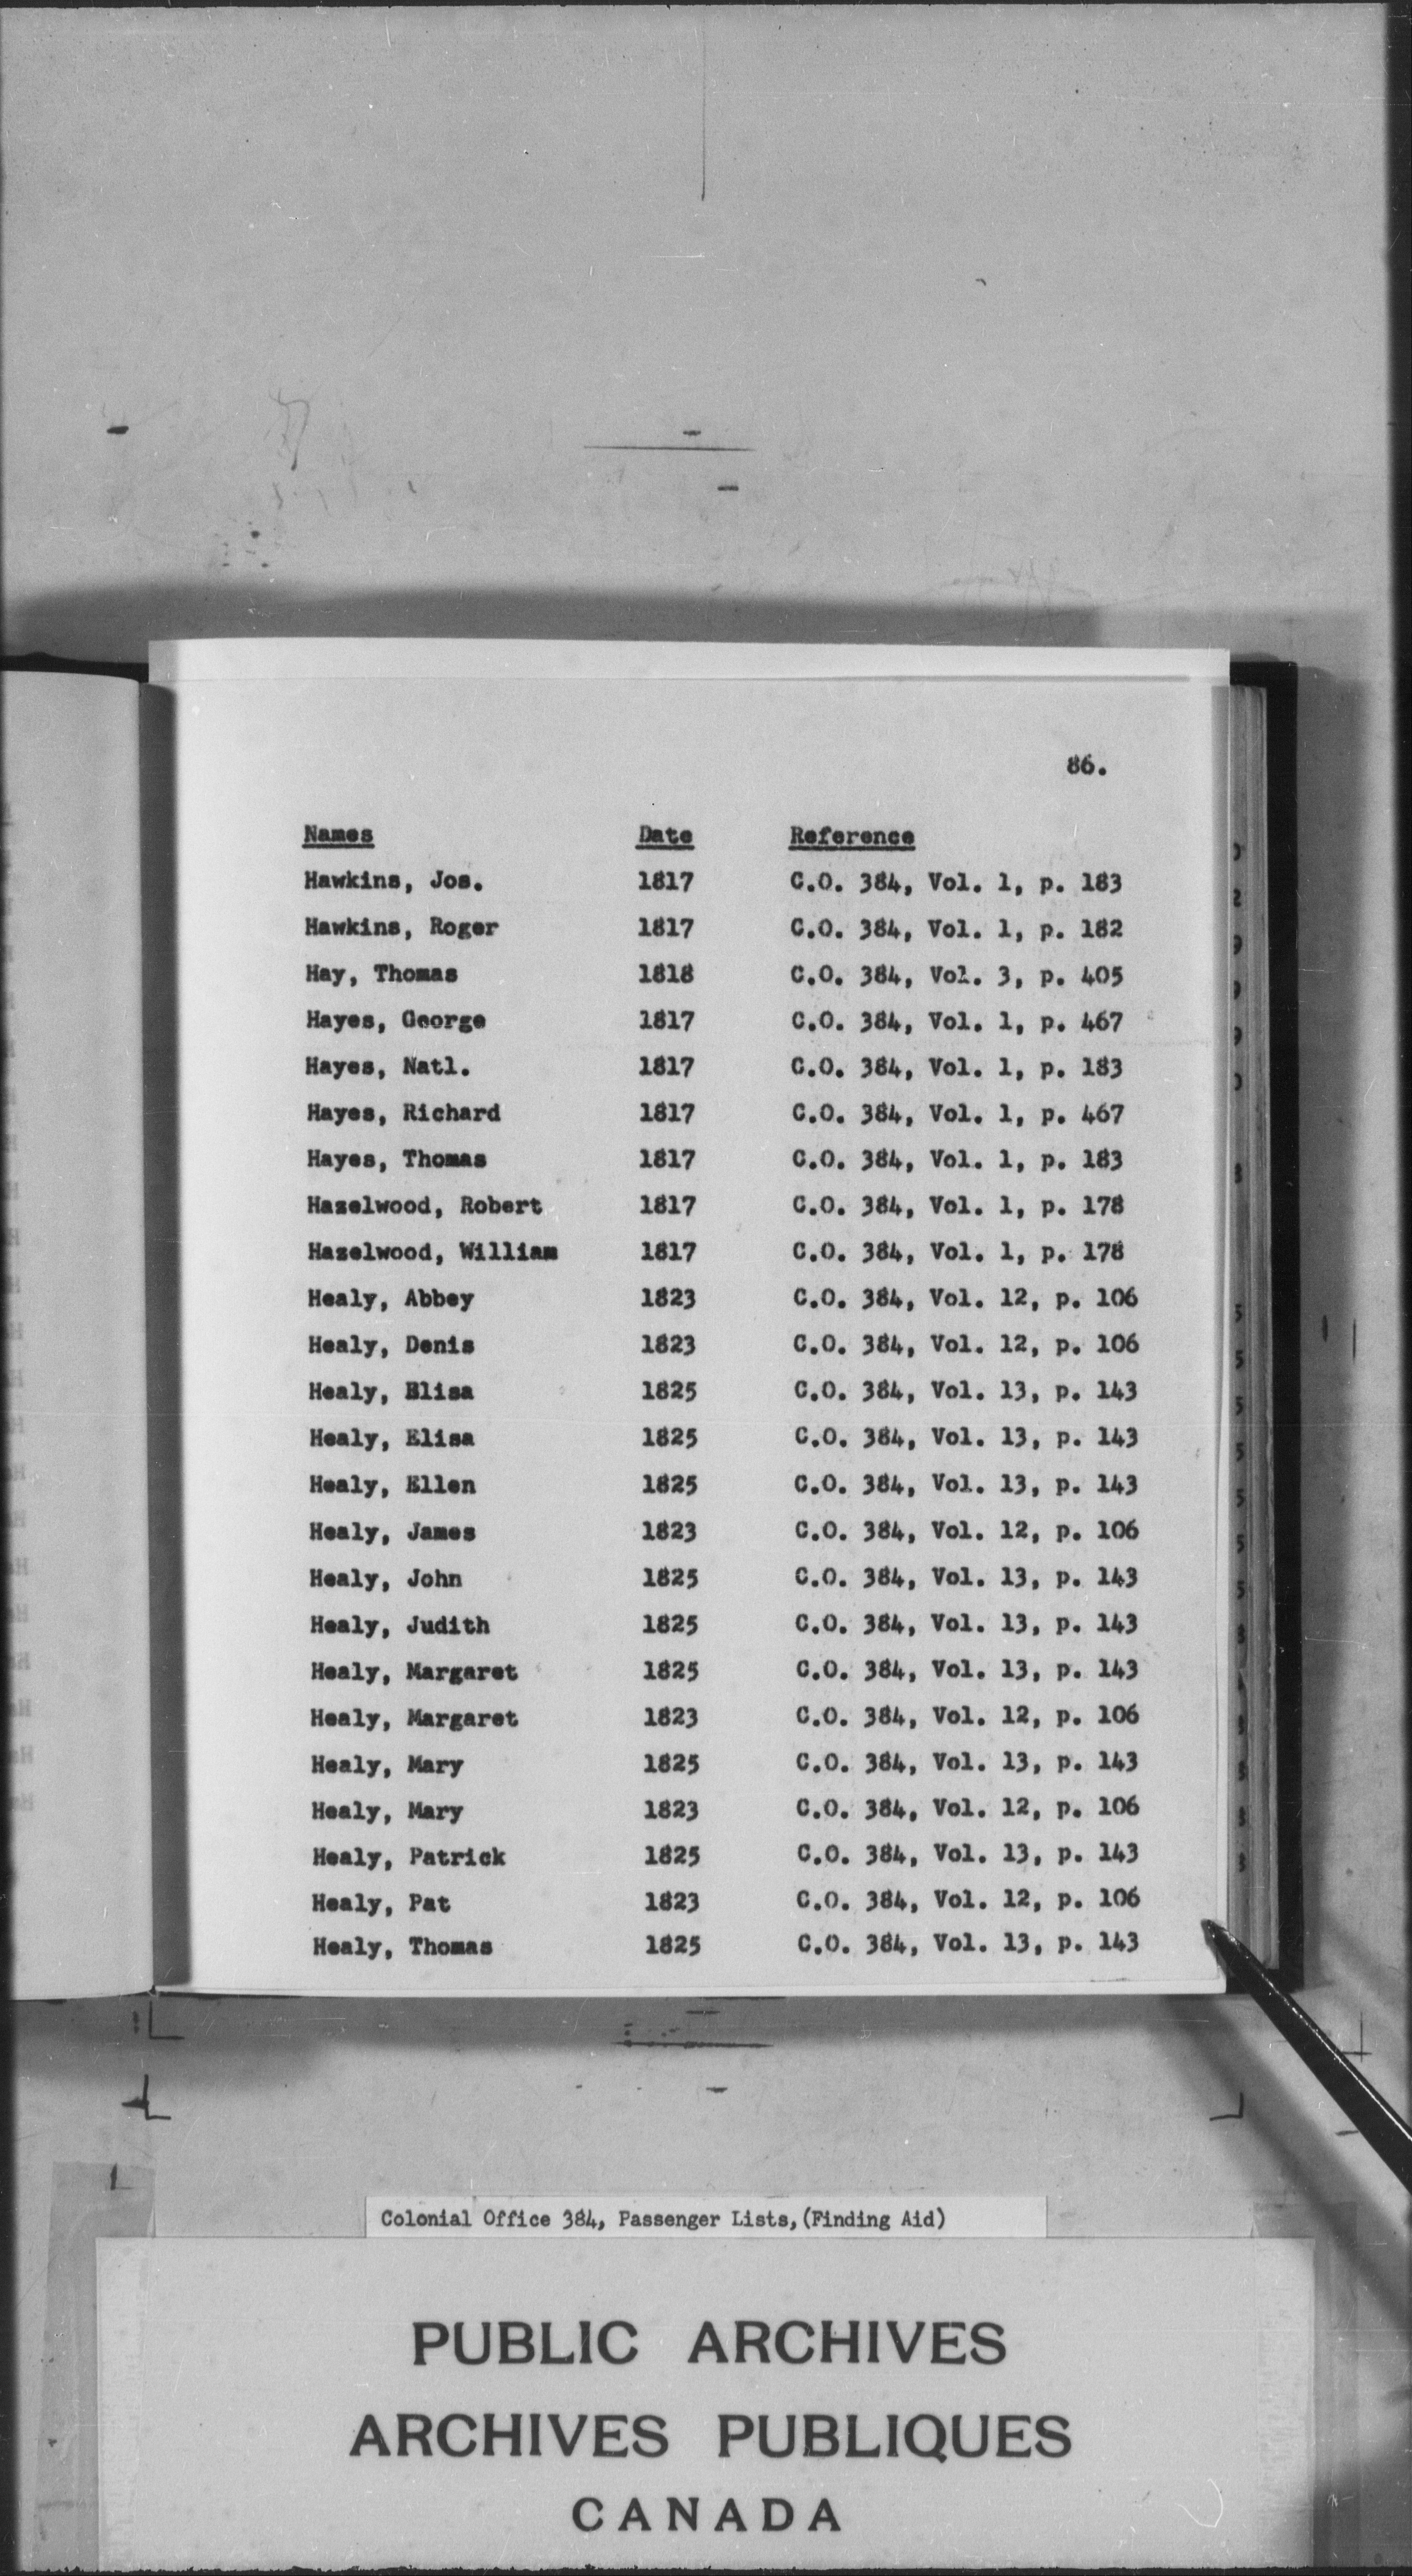 86.
Names Date Reference
Hawkins, Jos. 1817 C.O. 384, Vol. 1, p. 183
Hawkins, Roger 1817 C.O. 384, Vol. 1, p. 182
Hay, Thomas 1818 C.O. 384, Vol. 3, p. 405
Hayes, George 1817 C.O. 384, Vol. 1, p. 467
Hayes, Natl. 1817 C.O. 384, Vol. 1, p. 183
Hayes, Richard 1817 C.O. 384, Vol. 1, p. 467
Hayes, Thomas 1817 C.O. 384, Vol. 1, p. 183
Hazelwood, Robert 1817 C.O. 384, Vol. 1, p. 178
Hazelwood, William 1817 C.O. 384, Vol. 1, p. 178
Healy, Abbey 1823 C.O. 384, Vol. 12, p. 106
Healy, Denis 1823 C.O. 384, Vol. 12, p. 106
Healy, Elisa 1825 C.O. 384, Vol. 13, p. 143
Healy, Elisa 1825 C.O. 384, Vol. 13, p. 143
Healy, Ellen 1825 C.O. 384, Vol. 13, p. 143
Healy, James 1823 C.O. 384, Vol. 12, p. 106
Healy, John 1825 C.O. 384, Vol. 13, p. 143
Healy, Judith 1825 C.O. 384, Vol. 13, p. 143
Healy, Margaret 1825 C.O. 384, Vol. 13, p. 143
Healy, Margaret 1823 C.O. 384, Vol. 12, p. 106
Healy, Mary 1825 C.O. 384, Vol. 13, p. 143
Healy, Mary 1823 C.O. 384, Vol. 12, p. 106
Healy, Patrick 1825 C.O. 384, Vol. 13, p. 143
Healy, Pat 1823 C.O. 384, Vol. 12, p. 106
Healy, Thomas 1825 C.O. 384, Vol. 13, p. 143
Colonial Office 384, Passenger Lists, (Finding Aid)
PUBLIC ARCHIVES
ARCHIVES PUBLIQUES
CANADA